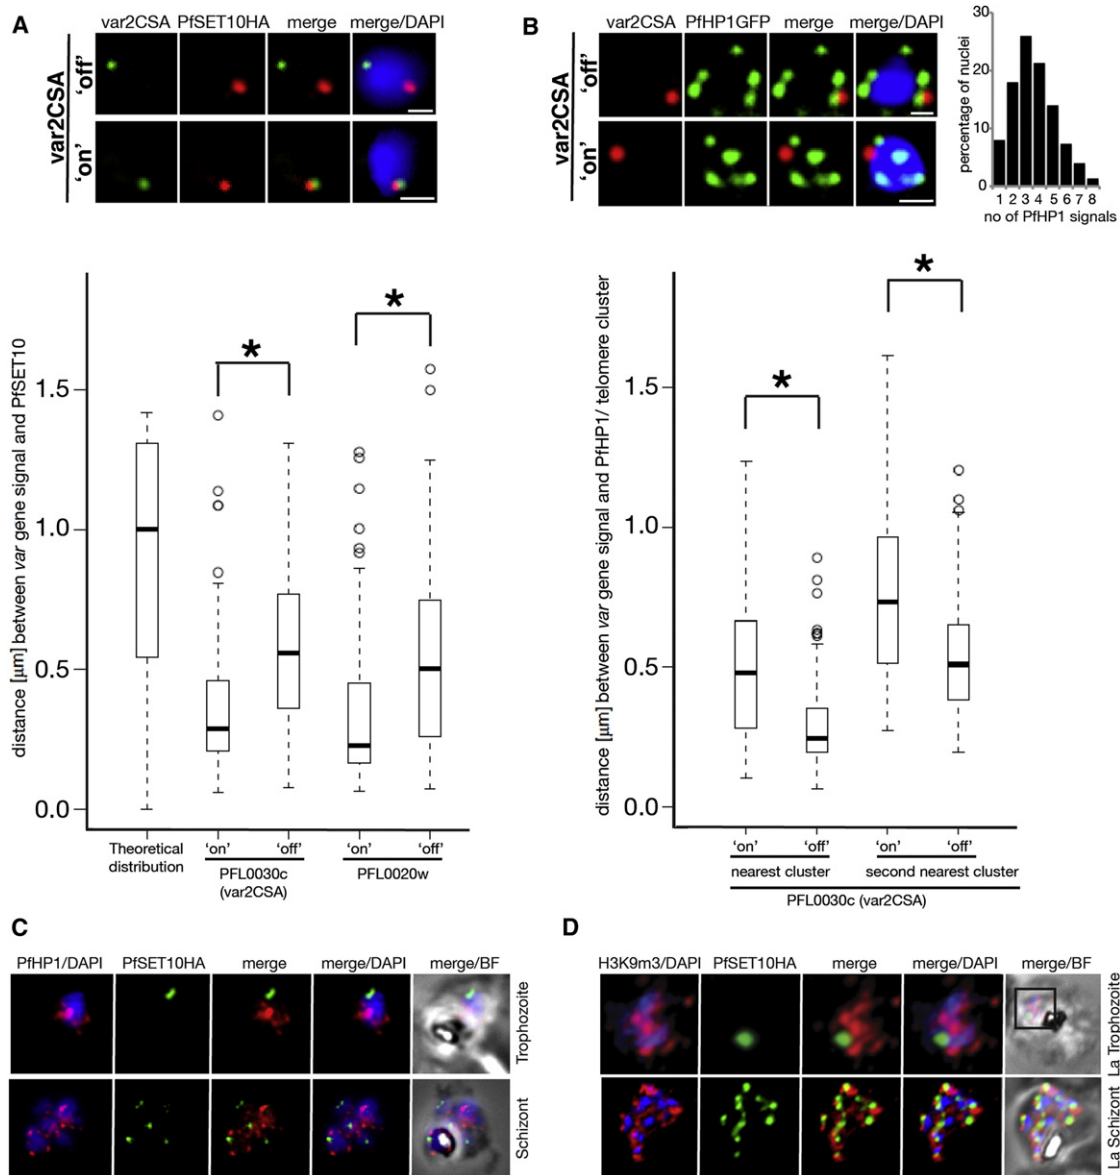 A
var2CSA PfSET10HA merge merge/DAPI
var2CSA
'off'
'on'
B
var2CSA PfHP1GFP merge merge/DAPI
var2CSA
'off'
'on'
percentage of nuclei
30
20
10
0
1 2 3 4 5 6 7 8
no of PfHP1 signals
distance [µm] between var gene signal and PfSET10
1.5
1.0
0.5
0.0
*
*
Theoretical
distribution
'on' 'off' 'on' 'off'
PFL0030c
(var2CSA)
PFL0020w
distance [µm] between var gene signal and PfHP1/ telomere cluster
1.5
1.0
0.5
0.0
*
*
'on' 'off' 'on' 'off'
nearest cluster second nearest cluster
PFL0030c (var2CSA)
C
PfHP1/DAPI PfSET10HA merge merge/DAPI merge/BF
Trophozoite
Schizont
D
H3K9m3/DAPI PfSET10HA merge merge/DAPI merge/BF
La Trophozoite
La Schizont